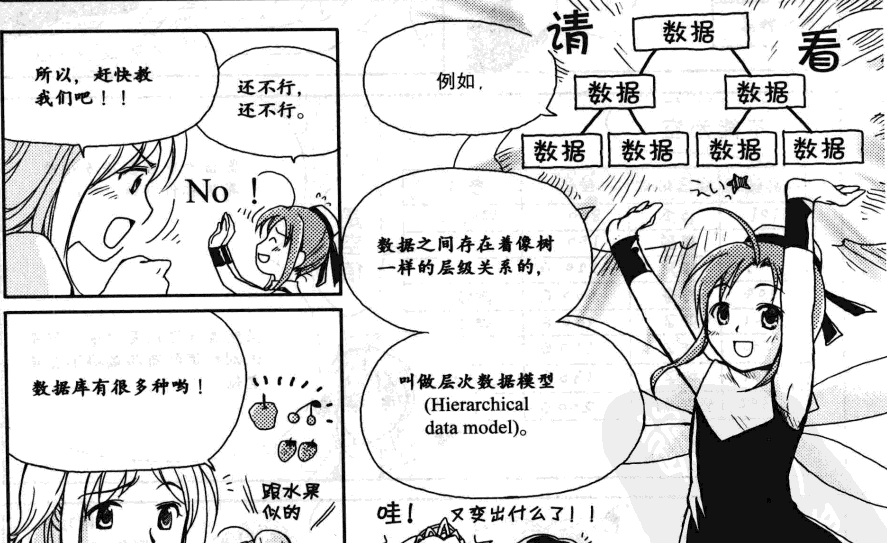 所以，赶快教
我们吧！！
还不行，
还不行。
No！
数据库有很多种哟！
跟水果
似的
例如，
请
看
数据
数据
数据
数据
数据
数据
数据
えい
数据之间存在着像树
一样的层级关系的，
叫做层次数据模型
(Hierarchical
data model)。
哇！
又变出什么了！！